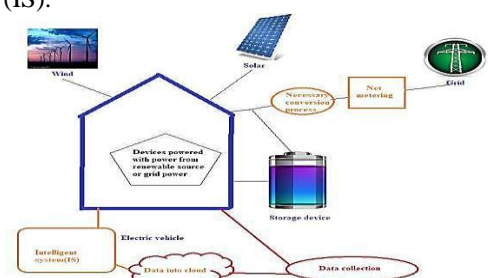 (IS).
Wind
Solar
Grid
Necessary
conversion
process
Net
metering
Devices powered
with power from
renewable source
or grid power
Storage device
Electric vehicle
Intelligent
system(IS)
Data into cloud
Data collection